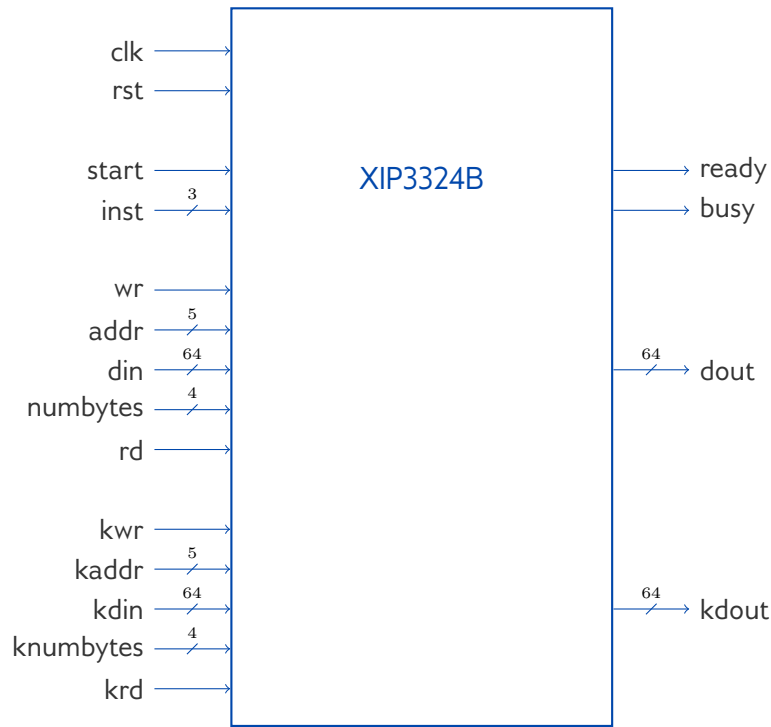 clk
rst
start
XIP3324B
ready
3
inst
busy
wr
5
addr
64
din
64
dout
4
numbytes
rd
kwr
5
kaddr
64
kdin
64
kdout
4
knumbytes
krd